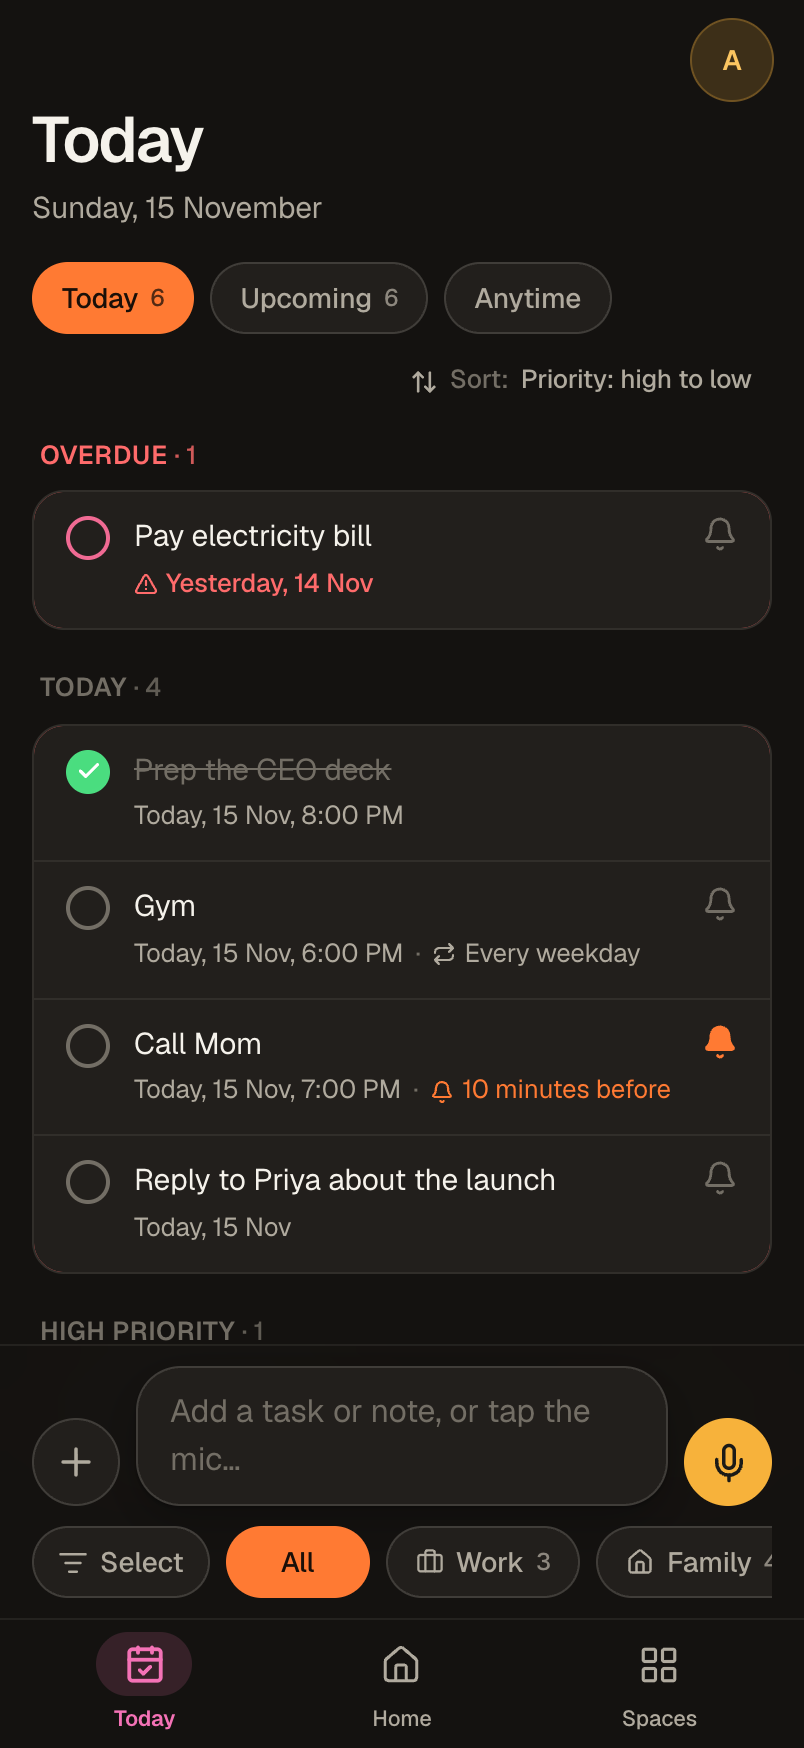 A
Today
Sunday, 15 November
Today 6
Upcoming 6
Anytime
Sort: Priority: high to low
OVERDUE · 1
Pay electricity bill
Yesterday, 14 Nov
TODAY · 4
Prep the CEO deck
Today, 15 Nov, 8:00 PM
Gym
Today, 15 Nov, 6:00 PM · Every weekday
Call Mom
Today, 15 Nov, 7:00 PM · 10 minutes before
Reply to Priya about the launch
Today, 15 Nov
HIGH PRIORITY · 1
Add a task or note, or tap the
mic...
Select
All
Work 3
Family
Today
Home
Spaces